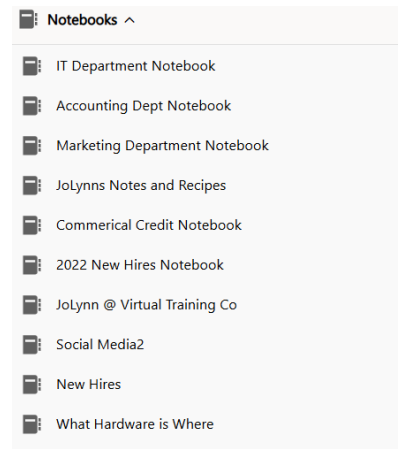 Notebooks
IT Department Notebook
Accounting Dept Notebook
Marketing Department Notebook
JoLynns Notes and Recipes
Commerical Credit Notebook
2022 New Hires Notebook
JoLynn @ Virtual Training Co
Social Media2
New Hires
What Hardware is Where